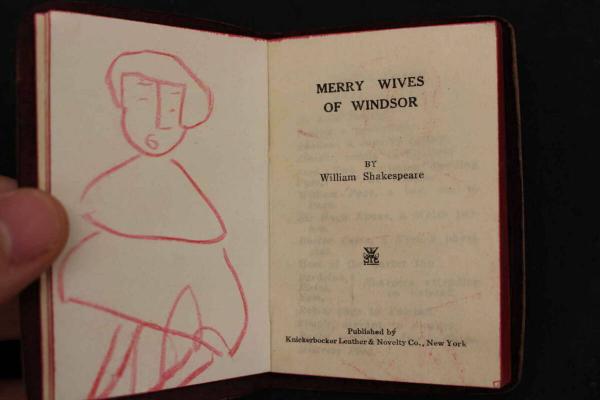 MERRY WIVES
OF WINDSOR
BY
William Shakespeare
Published by
Knickerbocker Leather & Novelty Co., New York